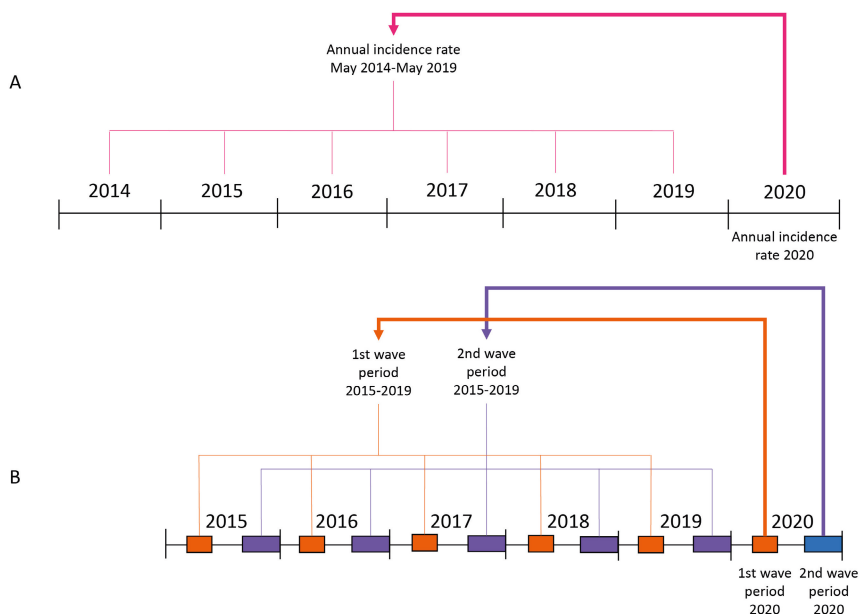 Annual incidence rate
May 2014-May 2019
A
2014 2015 2016 2017 2018 2019 2020
Annual incidence
rate 2020
1st wave
period
2015-2019
2nd wave
period
2015-2019
B
2015 2016 2017 2018 2019 2020
1st wave
period
2020
2nd wave
period
2020